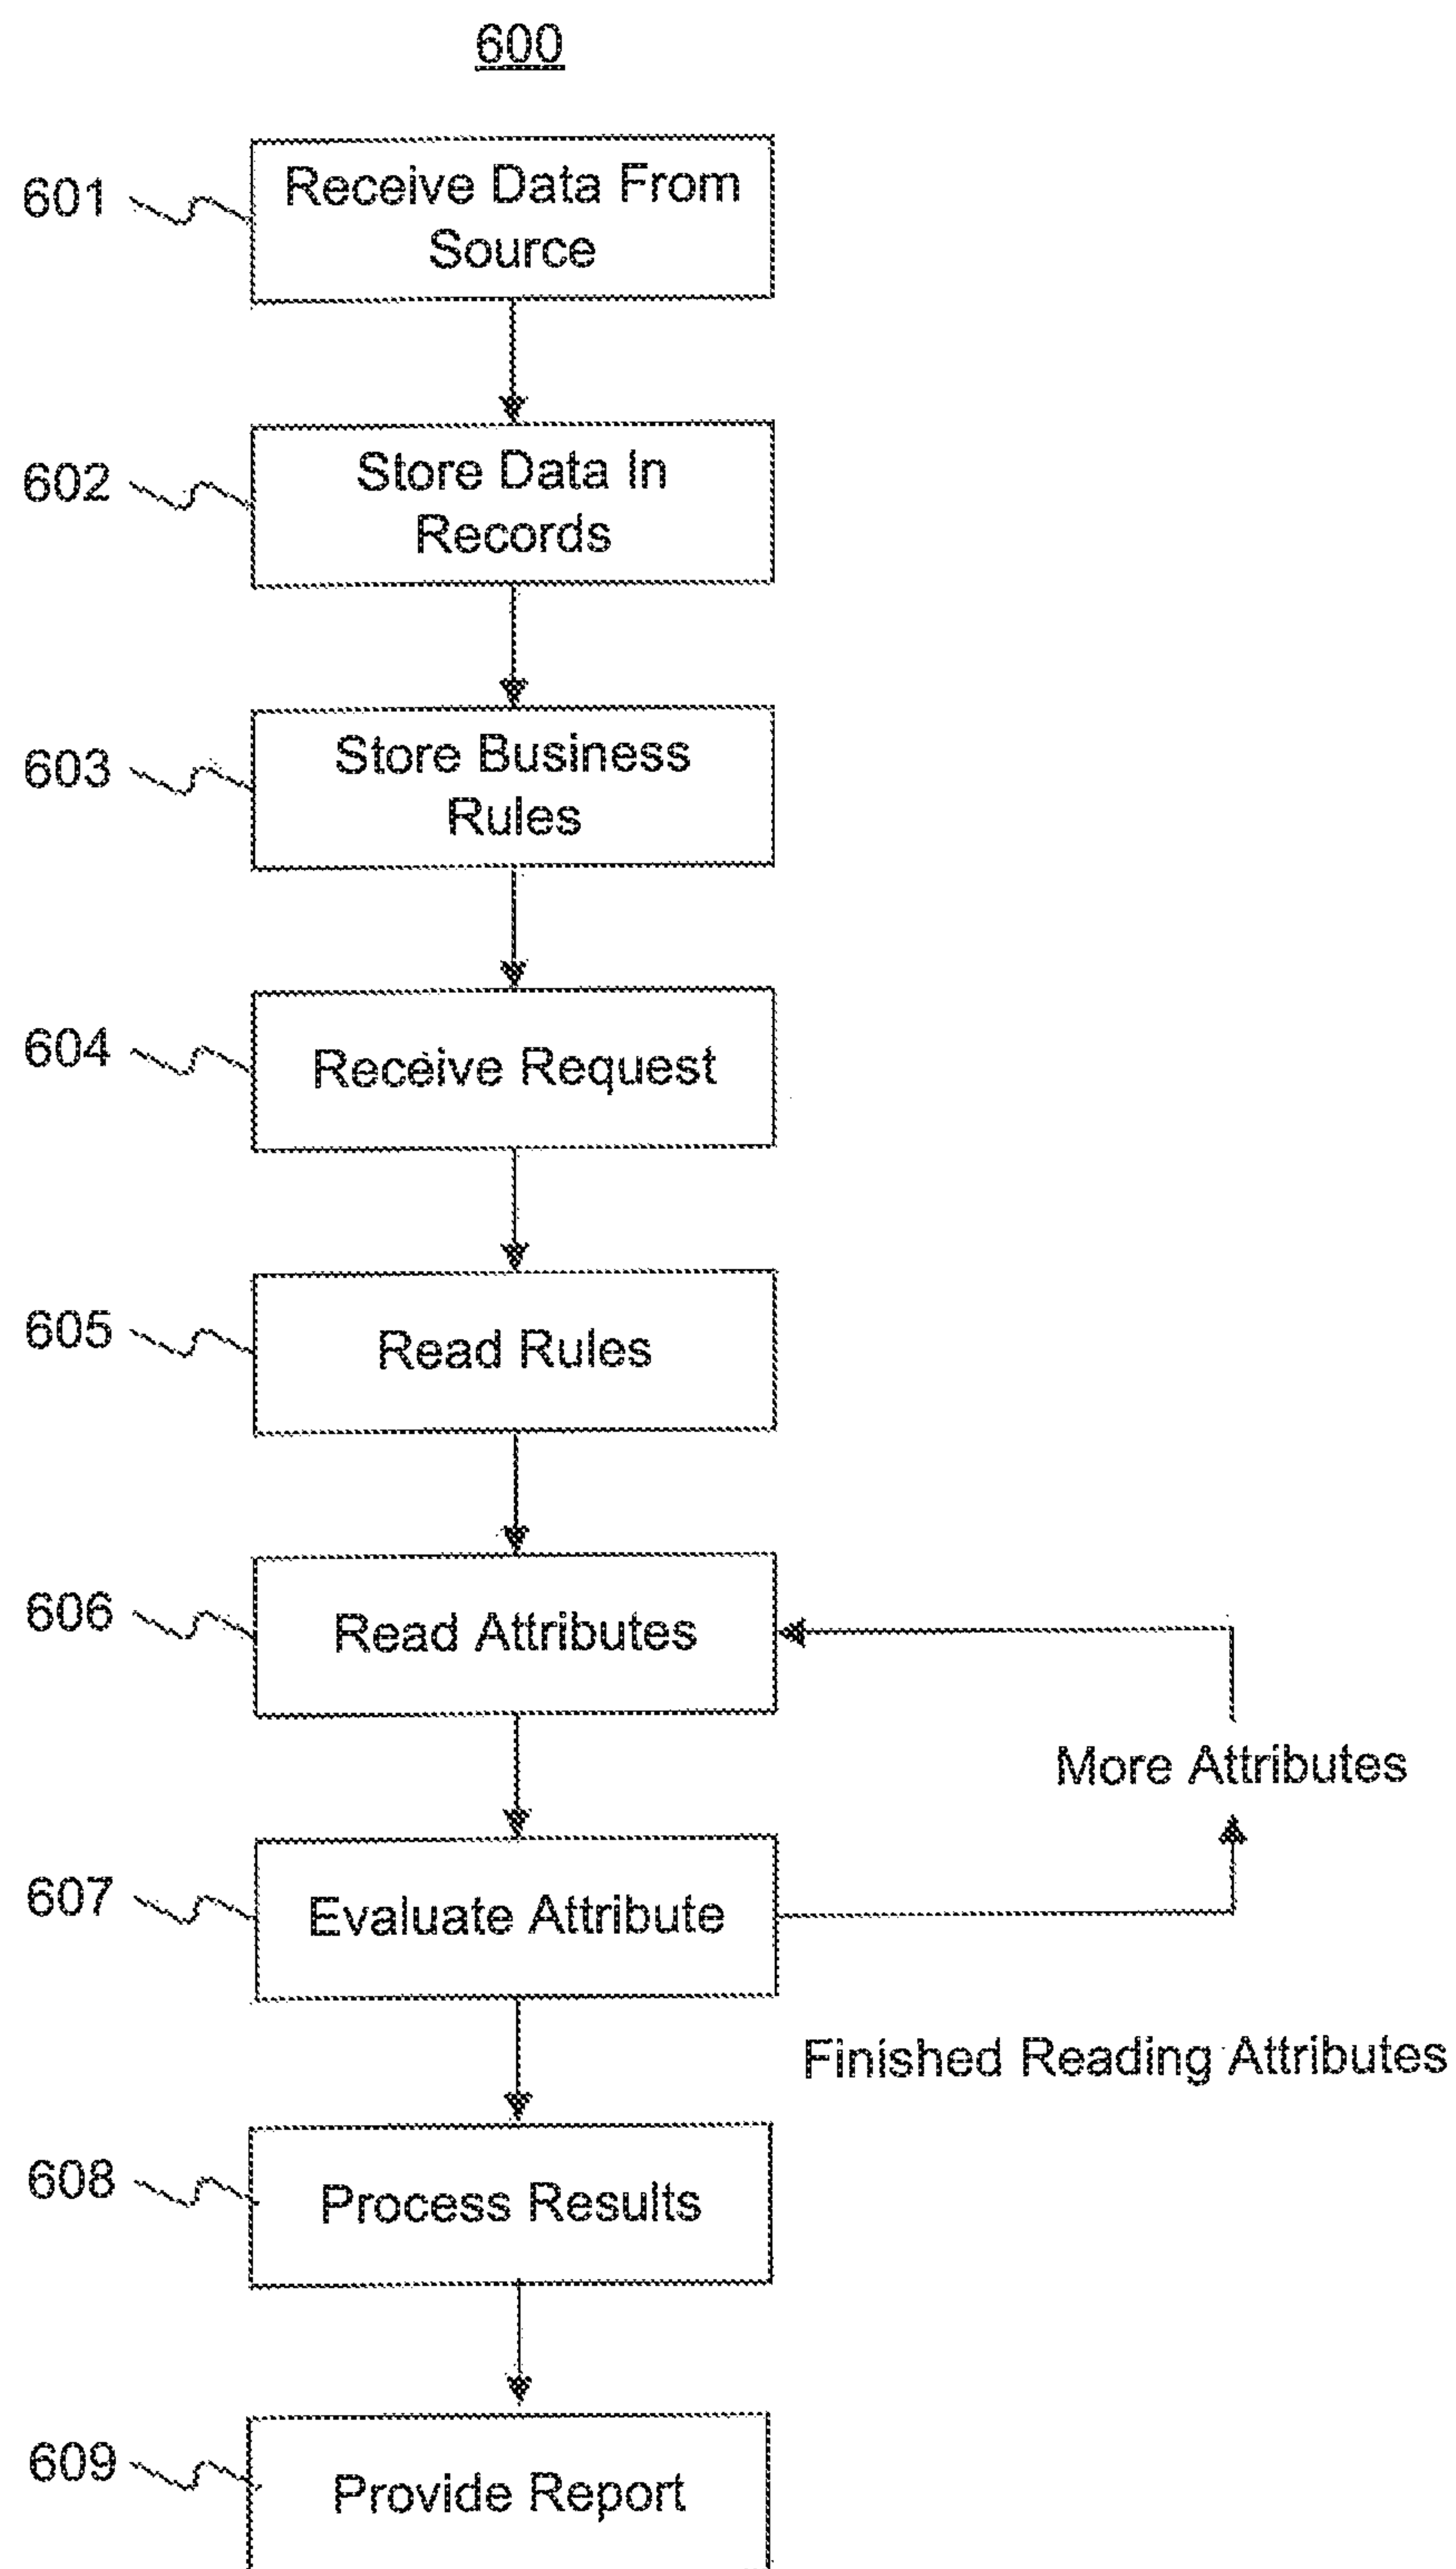 600
601
Receive Data From
Source
602
Store Data In
Records
603
Store Business
Rules
604
Receive Request
605
Read Rules
606
Read Attributes
More Attributes
607
Evaluate Attribute
Finished Reading Attributes
608
Process Results
609
Provide Report